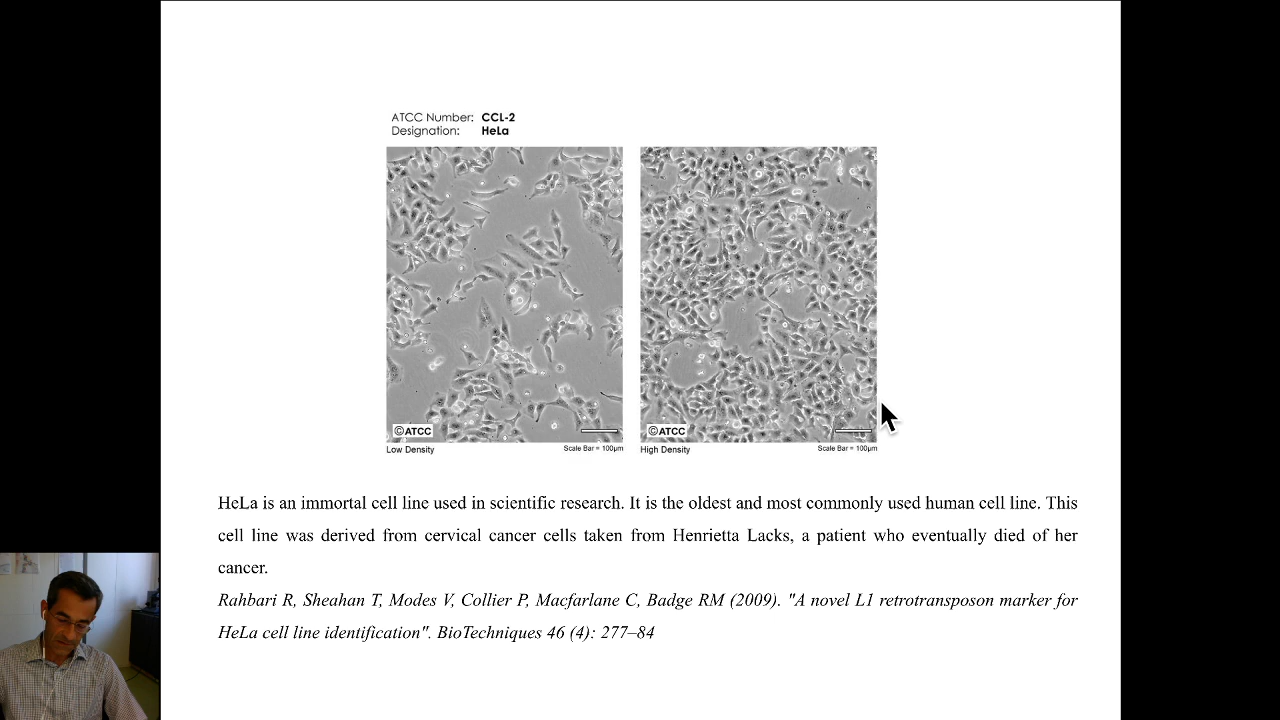 ATCC Number: CCL-2
Designation: HeLa
©ATCC
©ATCC
Low Density
Scale Bar = 100µm
High Density
Scale Bar = 100µm
HeLa is an immortal cell line used in scientific research. It is the oldest and most commonly used human cell line. This
cell line was derived from cervical cancer cells taken from Henrietta Lacks, a patient who eventually died of her
cancer.
Rahbari R, Sheahan T, Modes V, Collier P, Macfarlane C, Badge RM (2009). "A novel L1 retrotransposon marker for
HeLa cell line identification". BioTechniques 46 (4): 277–84